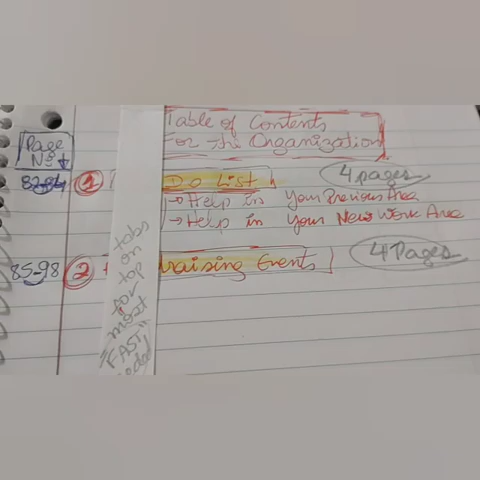 Table of Contents
For the Organization
Page
Nº
82-84 1 Do List 4 pages
→ Help in Your Previous Area
→ Help in Your New Work Area
85-98 2 raising Events 4 Pages
tabs
on
top
for
most
"FAST"